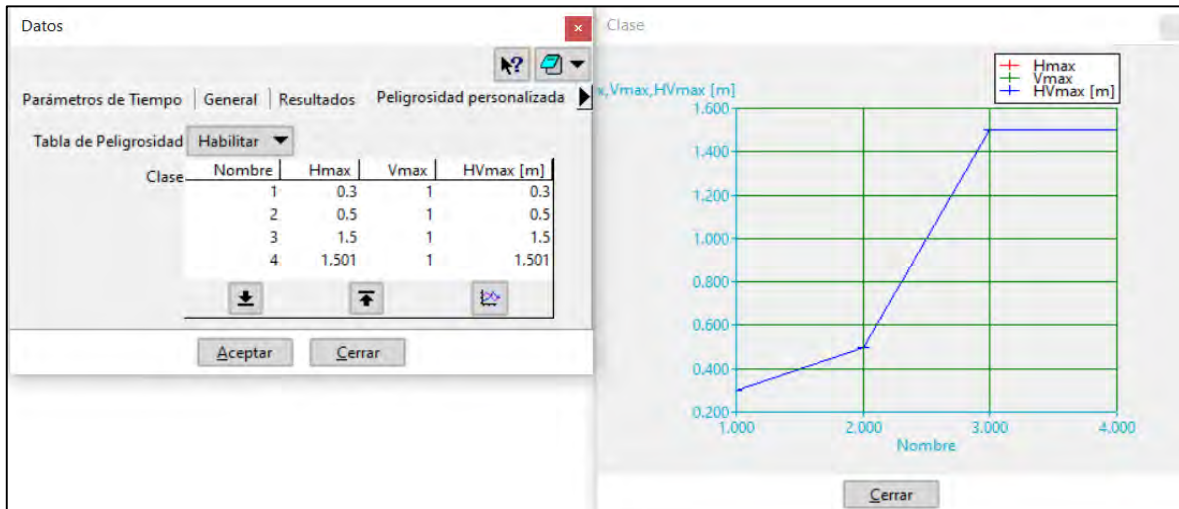 Datos
Parámetros de Tiempo General Resultados Peligrosidad personalizada
Tabla de Peligrosidad Habilitar
Clase Nombre Hmax Vmax HVmax [m]
1 0.3 1 0.3
2 0.5 1 0.5
3 1.5 1 1.5
4 1.501 1 1.501
Aceptar Cerrar
Clase
Hmax
Vmax
HVmax [m]
x,Vmax,HVmax [m]
1.600
1.400
1.200
1.000
0.800
0.600
0.400
0.200
1.000 2.000 3.000 4.000
Nombre
Cerrar